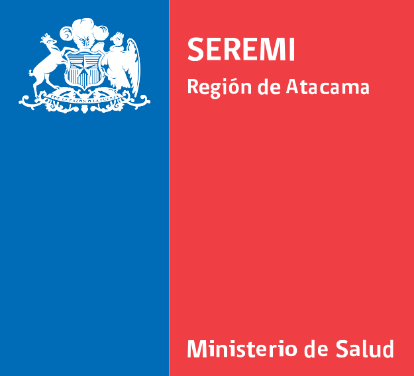 SEREMI
Región de Atacama
Ministerio de Salud